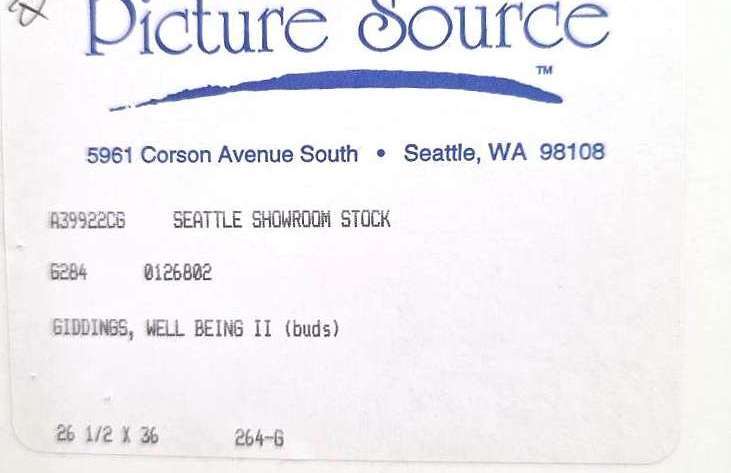 Picture Source
TM
5961 Corson Avenue South • Seattle, WA 98108
A39922CG SEATTLE SHOWROOM STOCK
G284 0126802
GIDDINGS, WELL BEING II (buds)
26 1/2 X 36 264-G